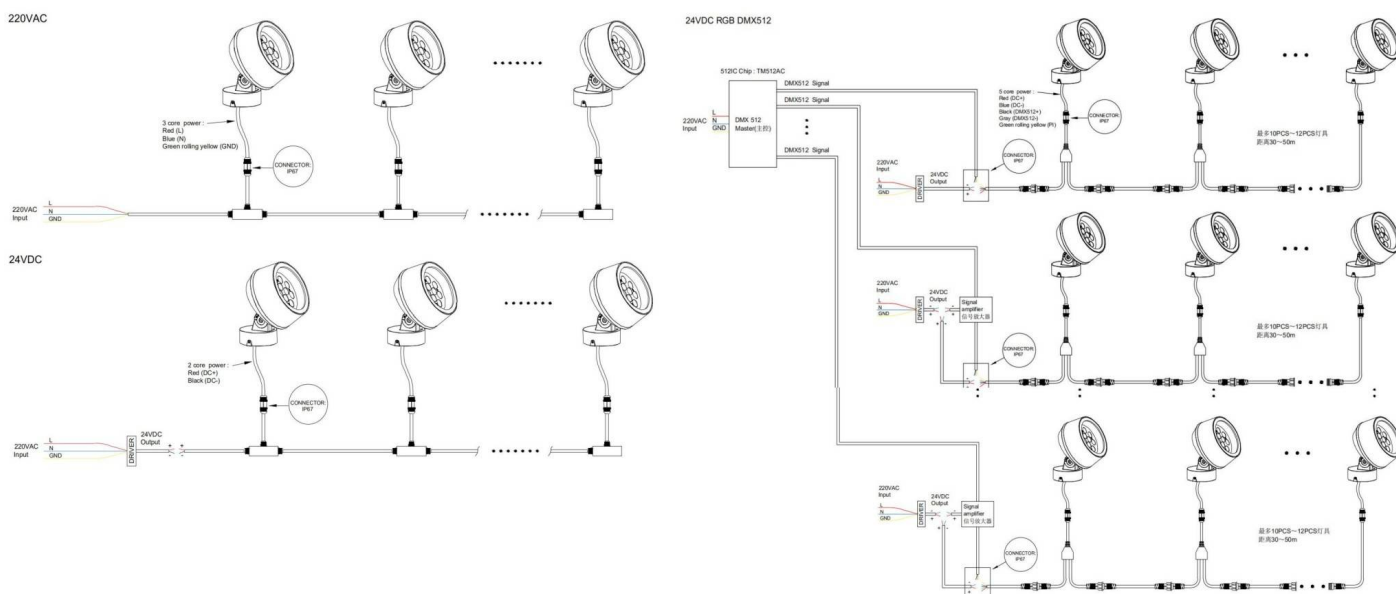 220VAC
3 core power :
Red (L)
Blue (N)
Green rolling yellow (GND)
CONNECTOR:
IP67
220VAC
Input
L
N
GND
24VDC
2 core power :
Red (DC+)
Black (DC-)
CONNECTOR:
IP67
220VAC
Input
L
N
GND
DRIVER
24VDC
Output
+ +
- -
24VDC RGB DMX512
512IC Chip : TM512AC
220VAC
Input
L
N
GND
DMX 512
Master(主控)
DMX512 Signal
DMX512 Signal
DMX512 Signal
5 core power :
Red (DC+)
Blue (DC-)
Black (DMX512+)
Gray (DMX512-)
Green rolling yellow (PI)
CONNECTOR:
IP67
最多10PCS~12PCS灯具
距离30~50m
CONNECTOR:
IP67
220VAC
Input
L
N
GND
DRIVER
24VDC
Output
220VAC
Input
L
N
GND
DRIVER
24VDC
Output
Signal
amplifier
信号放大器
CONNECTOR:
IP67
最多10PCS~12PCS灯具
距离30~50m
220VAC
Input
L
N
GND
DRIVER
24VDC
Output
Signal
amplifier
信号放大器
CONNECTOR:
IP67
最多10PCS~12PCS灯具
距离30~50m